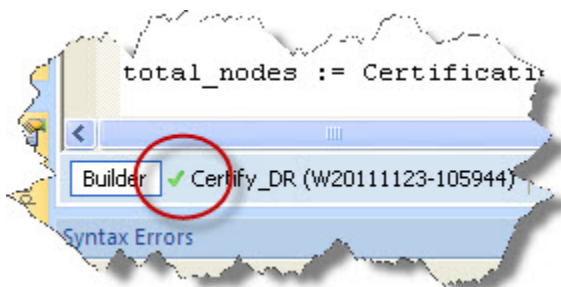 total_nodes := Certificati
Builder Certify_DR (W20111123-105944)
Syntax Errors